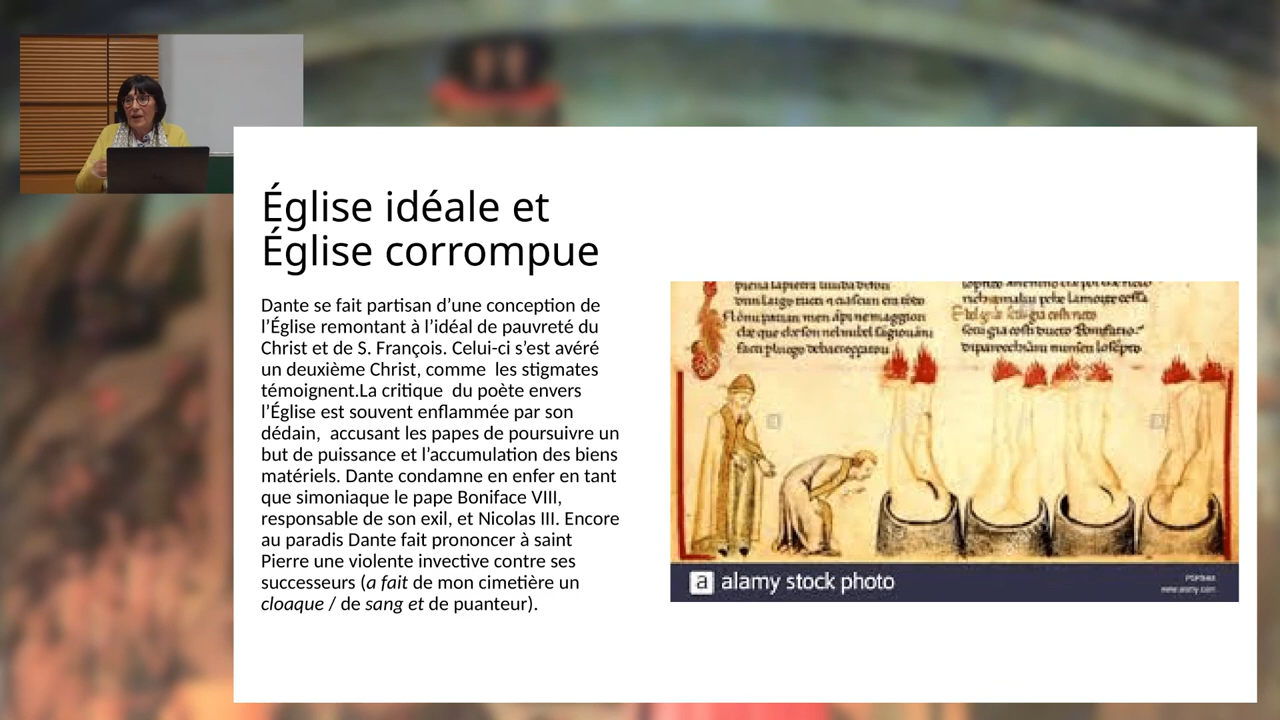 Église idéale et
Église corrompue
Dante se fait partisan d’une conception de
l’Église remontant à l’idéal de pauvreté du
Christ et de S. François. Celui-ci s’est avéré
un deuxième Christ, comme  les stigmates
témoignent.La critique  du poète envers
l’Église est souvent enflammée par son
dédain,  accusant les papes de poursuivre un
but de puissance et l’accumulation des biens
matériels. Dante condamne en enfer en tant
que simoniaque le pape Boniface VIII,
responsable de son exil, et Nicolas III. Encore
au paradis Dante fait prononcer à saint
Pierre une violente invective contre ses
successeurs (a fait de mon cimetière un
cloaque / de sang et de puanteur).
a alamy stock photo
www.alamy.com